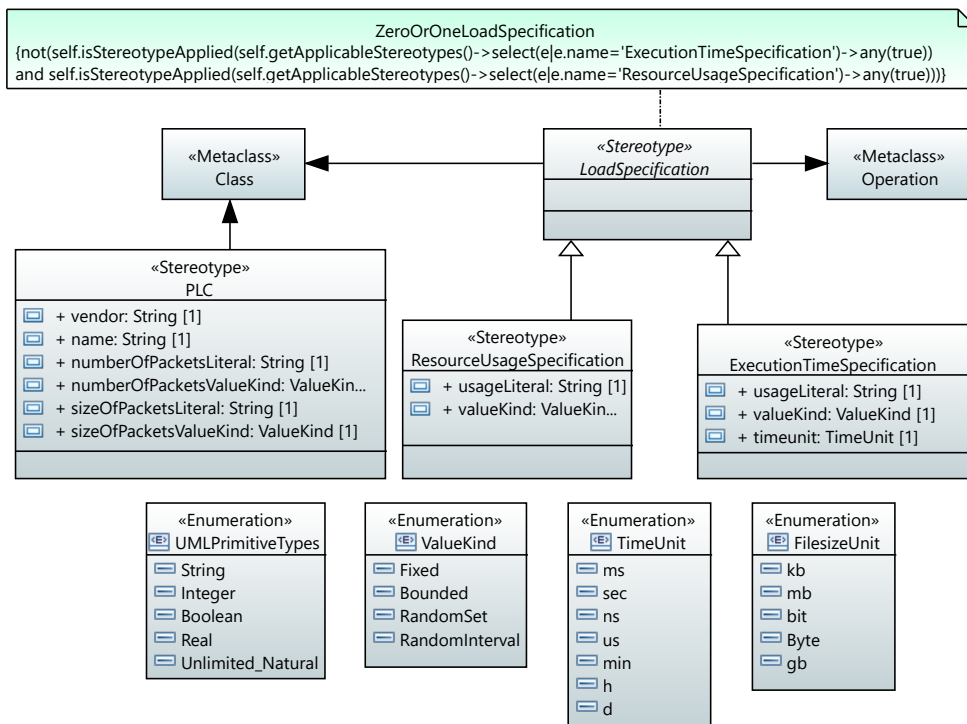 ZeroOrOneLoadSpecification
{not(self.isStereotypeApplied(self.getApplicableStereotypes()->select(e|e.name='ExecutionTimeSpecification')->any(true))
and self.isStereotypeApplied(self.getApplicableStereotypes()->select(e|e.name='ResourceUsageSpecification')->any(true)))}
«Metaclass»
Class
«Stereotype»
LoadSpecification
«Metaclass»
Operation
«Stereotype»
PLC
+ vendor: String [1]
+ name: String [1]
+ numberOfPacketsLiteral: String [1]
+ numberOfPacketsValueKind: ValueKin...
+ sizeOfPacketsLiteral: String [1]
+ sizeOfPacketsValueKind: ValueKind [1]
«Stereotype»
ResourceUsageSpecification
+ usageLiteral: String [1]
+ valueKind: ValueKin...
«Stereotype»
ExecutionTimeSpecification
+ usageLiteral: String [1]
+ valueKind: ValueKind [1]
+ timeunit: TimeUnit [1]
«Enumeration»
«E» UMLPrimitiveTypes
String
Integer
Boolean
Real
Unlimited_Natural
«Enumeration»
«E» ValueKind
Fixed
Bounded
RandomSet
RandomInterval
«Enumeration»
«E» TimeUnit
ms
sec
ns
us
min
h
d
«Enumeration»
«E» FilesizeUnit
kb
mb
bit
Byte
gb